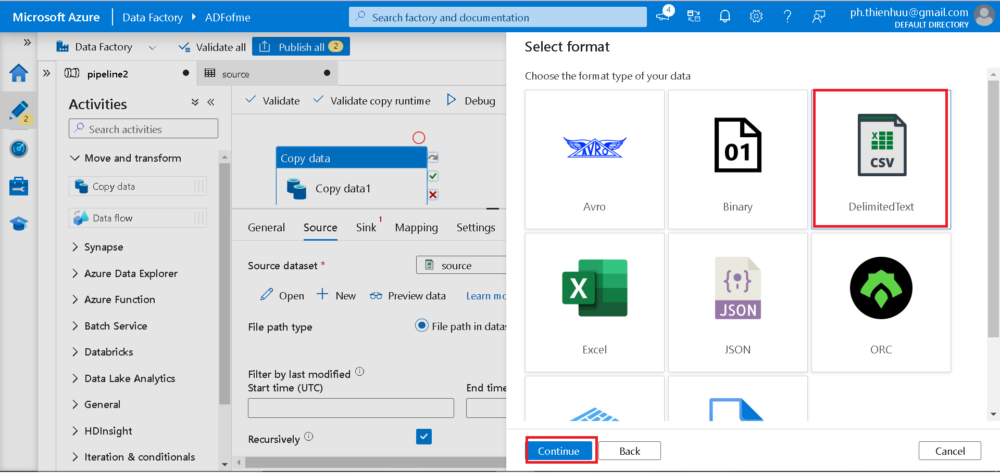 Microsoft Azure
Data Factory
ADFofme
Search factory and documentation
4
ph.thienhuu@gmail.com
DEFAULT DIRECTORY
Data Factory
Validate all
Publish all
2
pipeline2
source
2
Activities
Search activities
Move and transform
Copy data
Data flow
Synapse
Azure Data Explorer
Azure Function
Batch Service
Databricks
Data Lake Analytics
General
HDInsight
Iteration & conditionals
Validate
Validate copy runtime
Debug
Copy data
Copy data1
General
Source
Sink
1
Mapping
Settings
Source dataset *
source
Open
New
Preview data
Learn mo
File path type
File path in datas
Filter by last modified
Start time (UTC)
End time
Recursively
Select format
Choose the format type of your data
AVRO
Avro
01
Binary
X
CSV
DelimitedText
X
Excel
{}
JSON
JSON
ORC
Continue
Back
Cancel